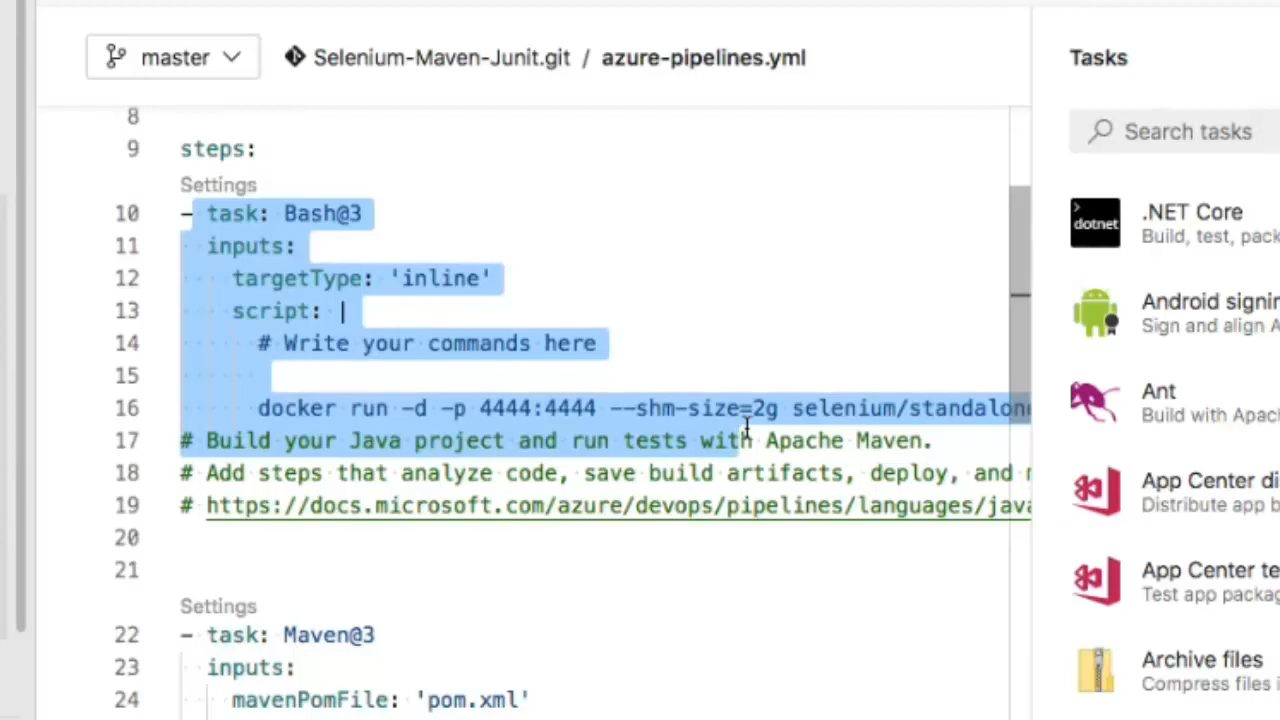 master Selenium-Maven-Junit.git / azure-pipelines.yml
8
9 steps:
Settings
10 - task: Bash@3
11 inputs:
12 targetType: 'inline'
13 script: |
14 # Write your commands here
15
16 docker run -d -p 4444:4444 --shm-size=2g selenium/standalon
17 # Build your Java project and run tests with Apache Maven.
18 # Add steps that analyze code, save build artifacts, deploy, and
19 # https://docs.microsoft.com/azure/devops/pipelines/languages/java
20
21
Settings
22 - task: Maven@3
23 inputs:
24 mavenPomFile: 'pom.xml'
Tasks
Search tasks
dotnet
.NET Core
Build, test, pack
Android signin
Sign and align A
Ant
Build with Apac
App Center di
Distribute app b
App Center te
Test app packag
Archive files
Compress files i